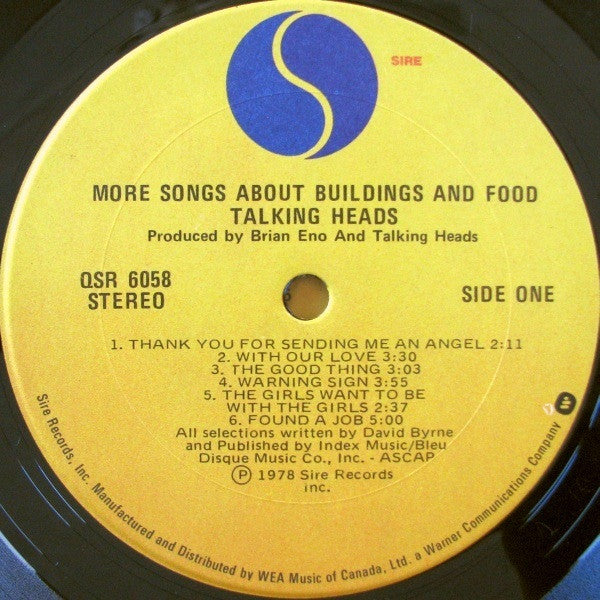 SIRE
MORE SONGS ABOUT BUILDINGS AND FOOD
TALKING HEADS
Produced by Brian Eno And Talking Heads
QSR 6058
STEREO
SIDE ONE
1. THANK YOU FOR SENDING ME AN ANGEL 2:11
2. WITH OUR LOVE 3:30
3. THE GOOD THING 3:03
4. WARNING SIGN 3:55
5. THE GIRLS WANT TO BE
WITH THE GIRLS 2:37
6. FOUND A JOB 5:00
All selections written by David Byrne
and Published by Index Music/Bleu
Disque Music Co., Inc. - ASCAP
Ⓟ 1978 Sire Records
inc.
Sire Records, Inc. Manufactured and Distributed by WEA Music of Canada, Ltd. a Warner Communications Company